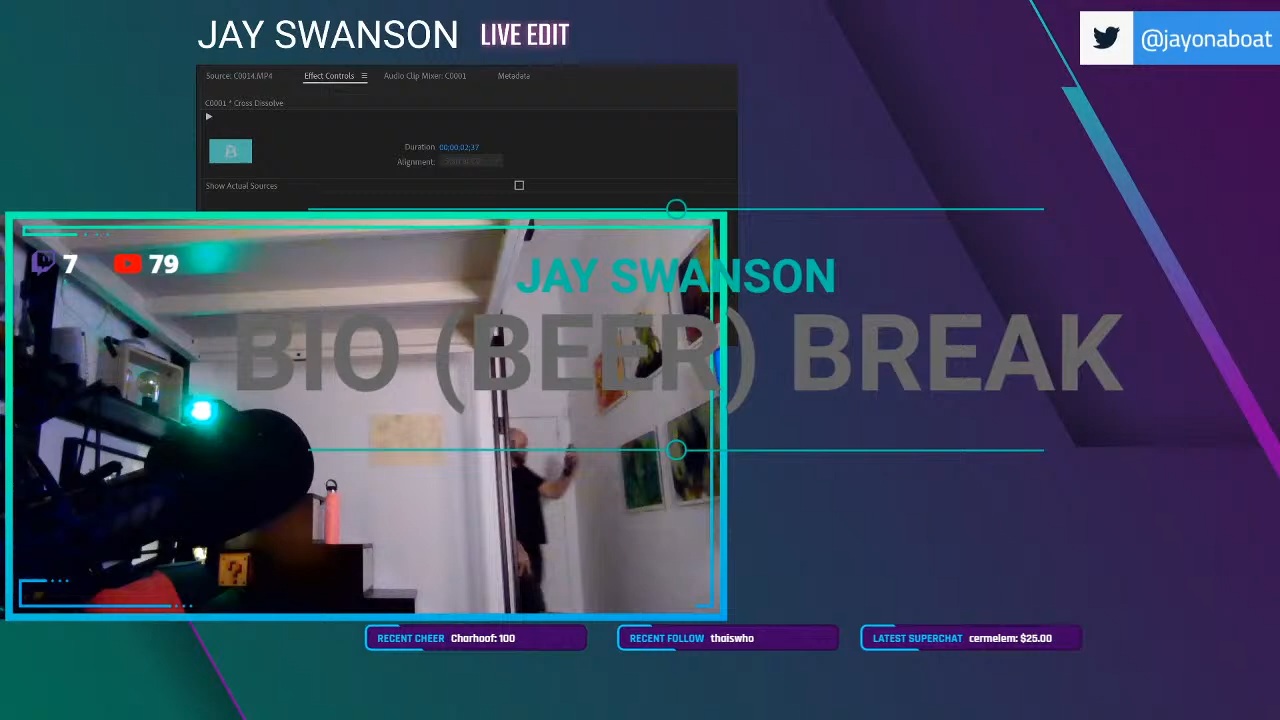 JAY SWANSON LIVE EDIT
@jayonaboat
Source: C0014.MP4 Effect Controls Audio Clip Mixer: C0001 Metadata
C0001 * Cross Dissolve
Duration 00;00;02;37
Alignment:
Show Actual Sources
7 79
JAY SWANSON
BIO (BEER) BREAK
RECENT CHEER Charhoof: 100
RECENT FOLLOW thaiswho
LATEST SUPERCHAT cermelem: $25.00